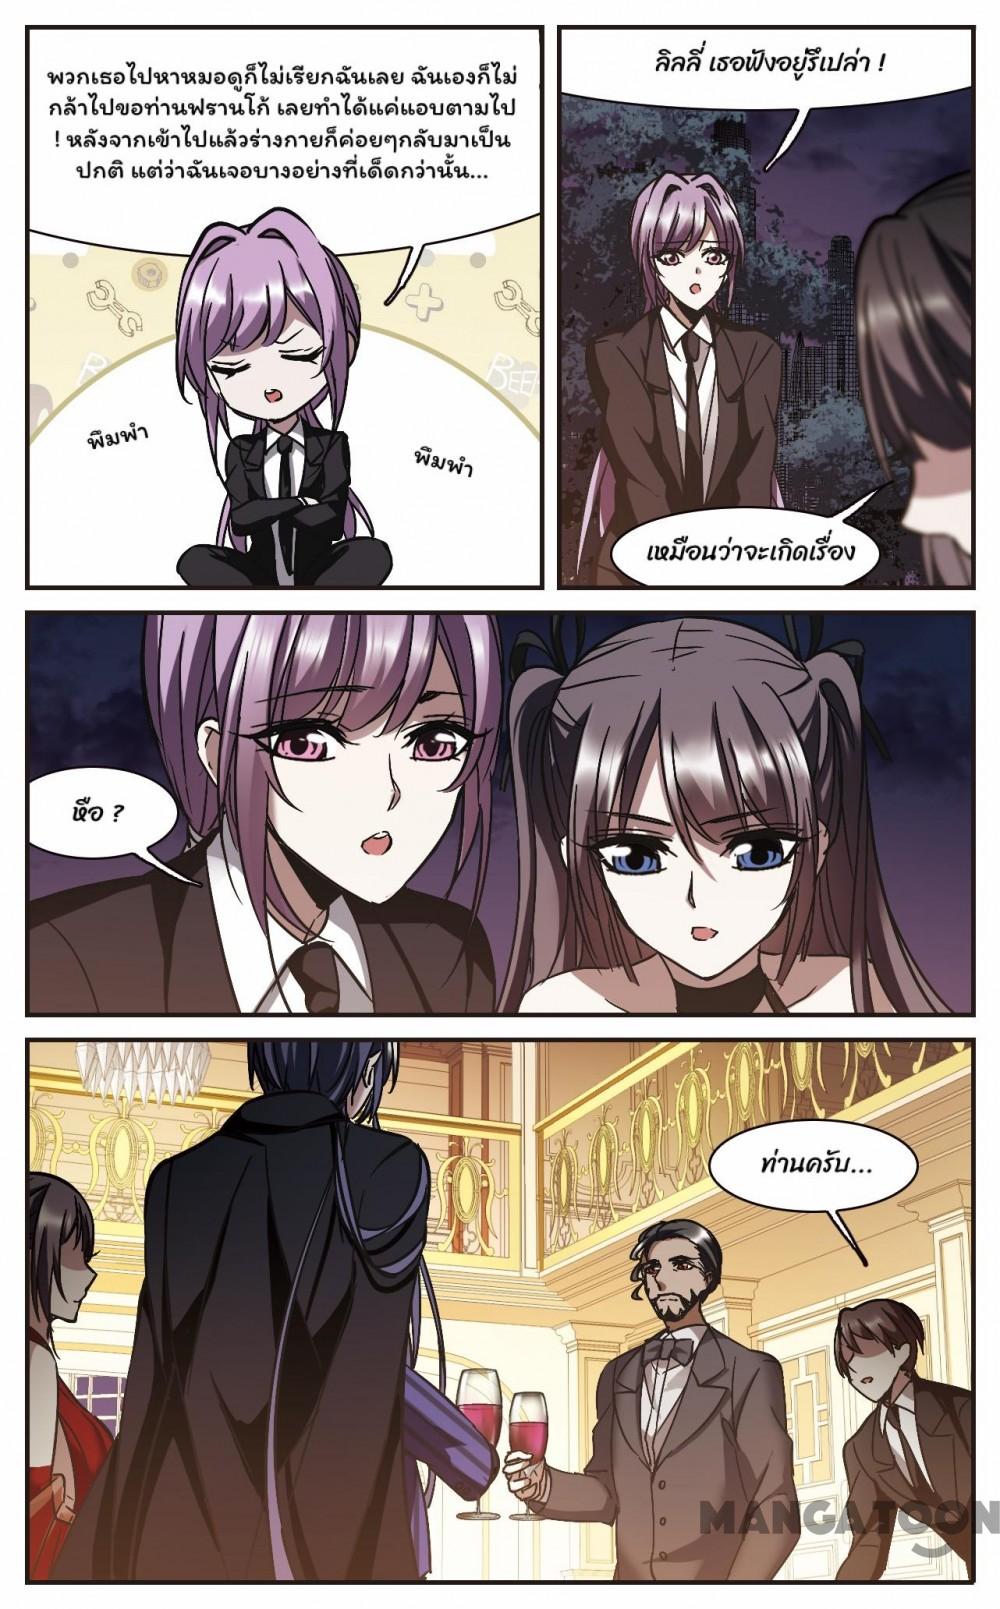 พวกเธอไปหาหมอดูก็ไม่เรียกฉันเลย ฉันเองก็ไม่
กล้าไปขอท่านฟรานโก้ เลยทำได้แค่แอบตามไป
! หลังจากเข้าไปแล้วร่างกายก็ค่อยๆกลับมาเป็น
ปกติ แต่ว่าฉันเจอบางอย่างที่เด็ดกว่านั้น...
พึมพำ
พึมพำ
ลิลลี่ เธอฟังอยู่รึเปล่า !
เหมือนว่าจะเกิดเรื่อง
หือ ?
ท่านครับ...
MANGATOON